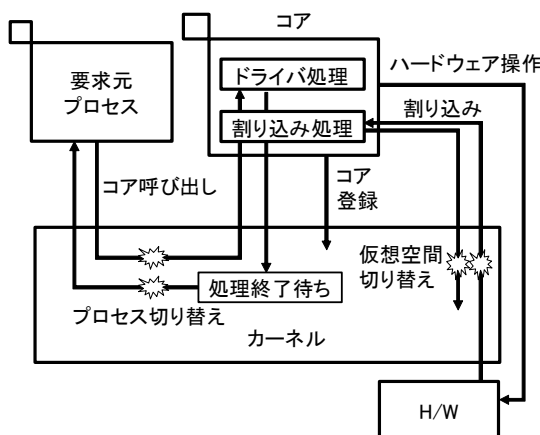 コア
要求元
プロセス
ドライバ処理
割り込み処理
ハードウェア操作
割り込み
コア呼び出し
コア
登録
仮想空間
切り替え
処理終了待ち
プロセス切り替え
カーネル
H/W